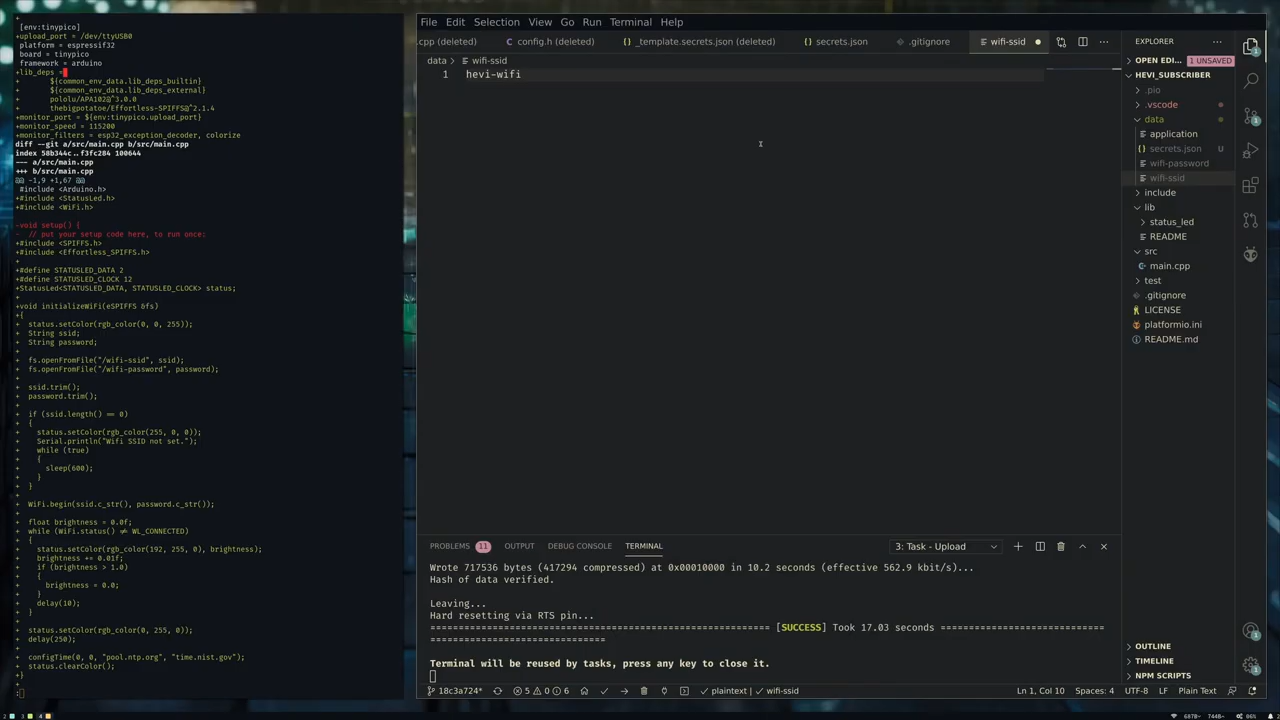 +
[env:tinypico]
+upload_port = /dev/ttyUSB0
platform = espressif32
board = tinypico
framework = arduino
+lib_deps =
+ ${common_env_data.lib_deps_builtin}
+ ${common_env_data.lib_deps_external}
+ pololu/APA102@^3.0.0
+ thebigpotatoe/Effortless-SPIFFS@^2.1.4
+monitor_port = ${env:tinypico.upload_port}
+monitor_speed = 115200
+monitor_filters = esp32_exception_decoder, colorize
diff --git a/src/main.cpp b/src/main.cpp
index 58b344c..f3fc284 100644
--- a/src/main.cpp
+++ b/src/main.cpp
@@ -1,9 +1,67 @@
#include <Arduino.h>
+#include <StatusLed.h>
+#include <WiFi.h>
-void setup() {
- // put your setup code here, to run once:
+#include <SPIFFS.h>
+#include <Effortless_SPIFFS.h>
+
+#define STATUSLED_DATA 2
+#define STATUSLED_CLOCK 12
+StatusLed<STATUSLED_DATA, STATUSLED_CLOCK> status;
+
+void initializeWiFi(eSPIFFS &fs)
+{
+ status.setColor(rgb_color(0, 0, 255));
+ String ssid;
+ String password;
+
+ fs.openFromFile("/wifi-ssid", ssid);
+ fs.openFromFile("/wifi-password", password);
+
+ ssid.trim();
+ password.trim();
+
+ if (ssid.length() == 0)
+ {
+ status.setColor(rgb_color(255, 0, 0));
+ Serial.println("Wifi SSID not set.");
+ while (true)
+ {
+ sleep(600);
+ }
+ }
+
+ WiFi.begin(ssid.c_str(), password.c_str());
+
+ float brightness = 0.0f;
+ while (WiFi.status() != WL_CONNECTED)
+ {
+ status.setColor(rgb_color(192, 255, 0), brightness);
+ brightness += 0.01f;
+ if (brightness > 1.0)
+ {
+ brightness = 0.0;
+ }
+ delay(10);
+ }
+
+ status.setColor(rgb_color(0, 255, 0));
+ delay(250);
+
+ configTime(0, 0, "pool.ntp.org", "time.nist.gov");
+ status.clearColor();
+}
+
:
File Edit Selection View Go Run Terminal Help
.cpp (deleted) config.h (deleted) _template.secrets.json (deleted) secrets.json .gitignore wifi-ssid
data › wifi-ssid
1 hevi-wifi
PROBLEMS 11 OUTPUT DEBUG CONSOLE TERMINAL 3: Task - Upload
Wrote 717536 bytes (417294 compressed) at 0x00010000 in 10.2 seconds (effective 562.9 kbit/s)...
Hash of data verified.
Leaving...
Hard resetting via RTS pin...
[SUCCESS] Took 17.03 seconds
Terminal will be reused by tasks, press any key to close it.
EXPLORER
OPEN EDI... 1 UNSAVED
HEVI_SUBSCRIBER
.pio
.vscode
data
application
secrets.json U
wifi-password
wifi-ssid
include
lib
status_led
README
src
main.cpp
test
.gitignore
LICENSE
platformio.ini
README.md
OUTLINE
TIMELINE
NPM SCRIPTS
18c3a724* 5 0 6 plaintext wifi-ssid Ln 1, Col 10 Spaces: 4 UTF-8 LF Plain Text
2 3 4 687B 744B 06%